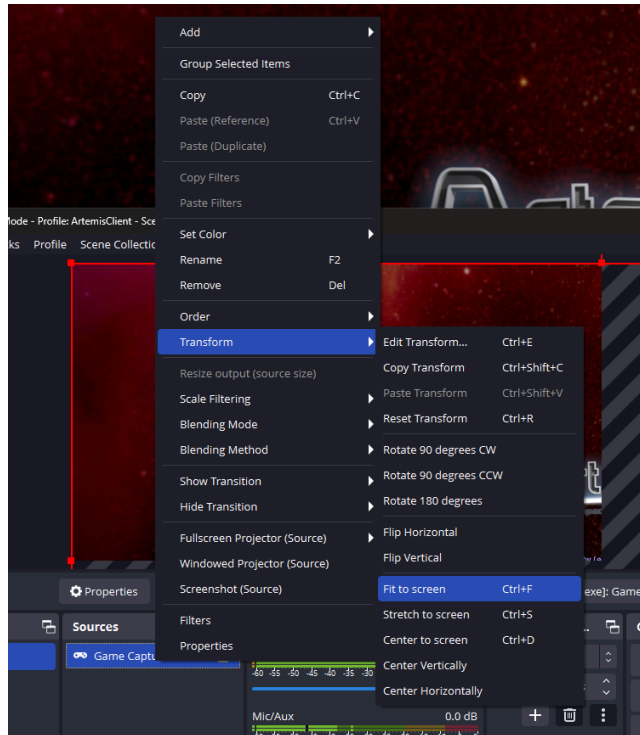 Add
Group Selected Items
Copy Ctrl+C
Paste (Reference) Ctrl+V
Paste (Duplicate)
Copy Filters
Paste Filters
Mode - Profile: ArtemisClient - Sce
ks Profile Scene Collectio
Set Color
Rename F2
Remove Del
Order
Transform
Resize output (source size)
Scale Filtering
Blending Mode
Blending Method
Show Transition
Hide Transition
Fullscreen Projector (Source)
Windowed Projector (Source)
Screenshot (Source)
Filters
Properties
Edit Transform... Ctrl+E
Copy Transform Ctrl+Shift+C
Paste Transform Ctrl+Shift+V
Reset Transform Ctrl+R
Rotate 90 degrees CW
Rotate 90 degrees CCW
Rotate 180 degrees
Flip Horizontal
Flip Vertical
Fit to screen Ctrl+F
Stretch to screen Ctrl+S
Center to screen Ctrl+D
Center Vertically
Center Horizontally
Properties
exe]: Game
Sources
Game Captu
-60 -55 -50 -45 -40 -35 -30
Mic/Aux 0.0 dB